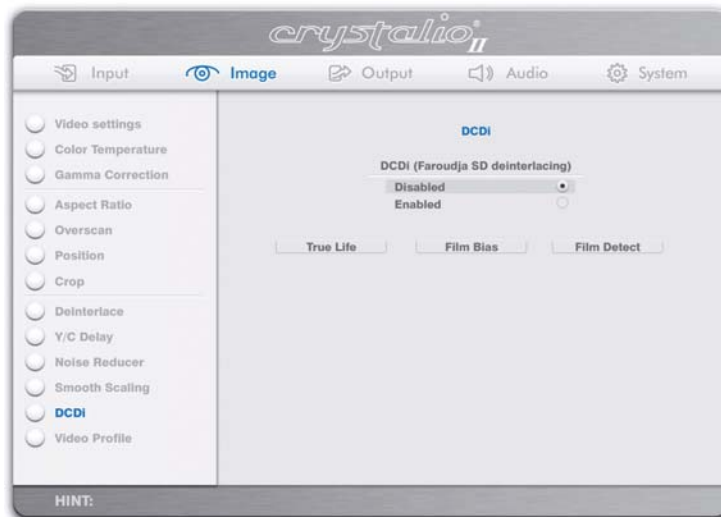 crystalio II
Input Image Output Audio System
Video settings
Color Temperature
Gamma Correction
Aspect Ratio
Overscan
Position
Crop
DeInterlace
Y/C Delay
Noise Reducer
Smooth Scaling
DCDi
Video Profile
DCDi
DCDi (Faroudja SD deinterlacing)
Disabled
Enabled
True Life Film Bias Film Detect
HINT: